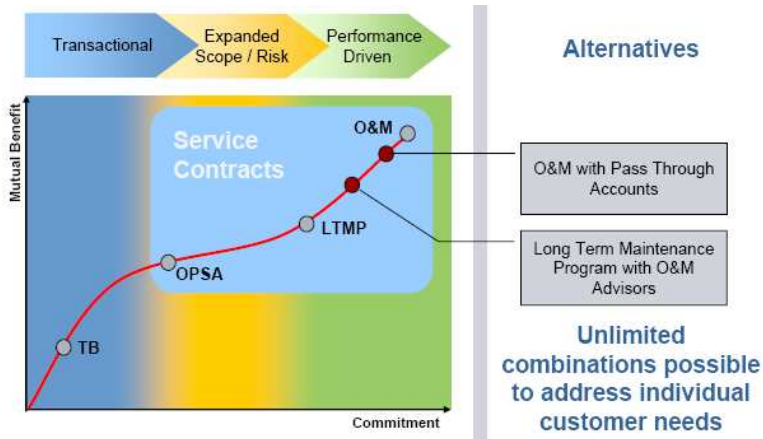 Transactional
Expanded
Scope / Risk
Performance
Driven
Alternatives
Mutual Benefit
Service
Contracts
O&M
LTMP
OPSA
TB
Commitment
O&M with Pass Through
Accounts
Long Term Maintenance
Program with O&M
Advisors
Unlimited
combinations possible
to address individual
customer needs